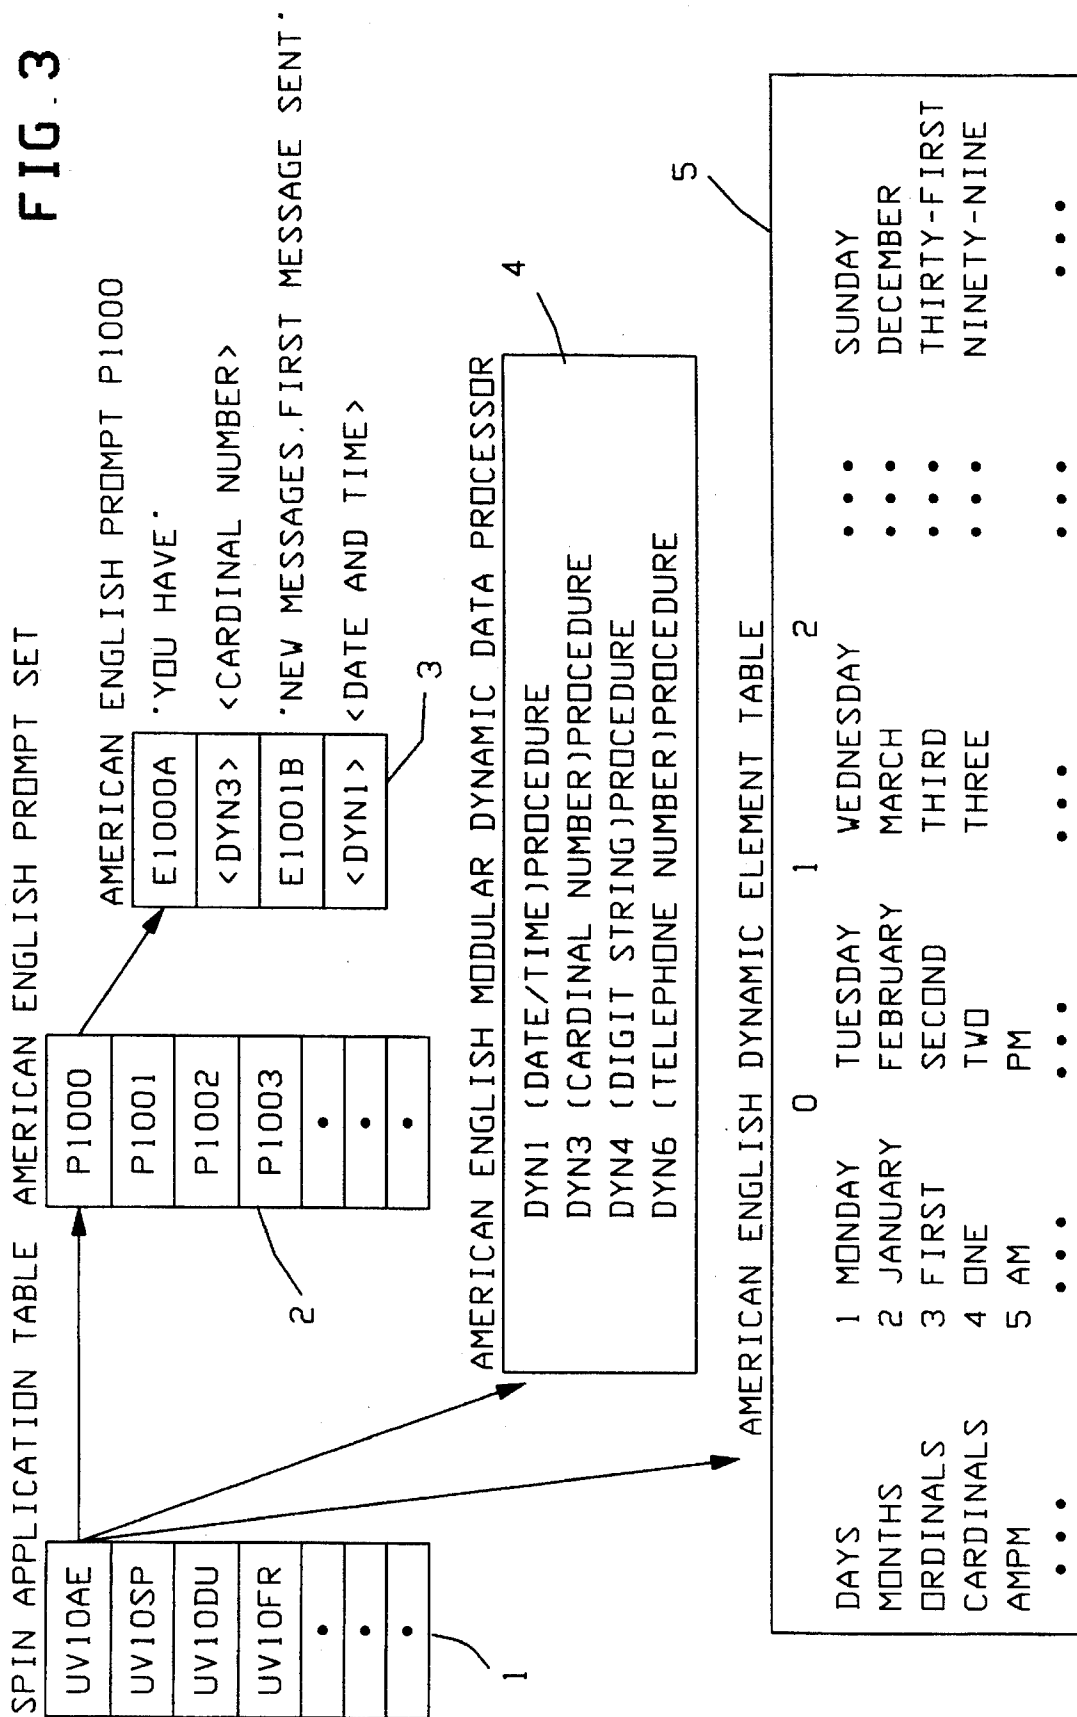 FIG. 3
SPIN APPLICATION TABLE
UV10AE
UV10SP
UV10DU
UV10FR
1
AMERICAN ENGLISH PROMPT SET
P1000
P1001
P1002
P1003
2
AMERICAN ENGLISH PROMPT P1000
E1000A "YOU HAVE"
<DYN3> <CARDINAL NUMBER>
E1001B "NEW MESSAGES.FIRST MESSAGE SENT"
<DYN1> <DATE AND TIME>
3
AMERICAN ENGLISH MODULAR DYNAMIC DATA PROCESSOR
4
DYN1 (DATE/TIME)PROCEDURE
DYN3 (CARDINAL NUMBER)PROCEDURE
DYN4 (DIGIT STRING)PROCEDURE
DYN6 (TELEPHONE NUMBER)PROCEDURE
AMERICAN ENGLISH DYNAMIC ELEMENT TABLE
5
0 1 2
DAYS 1 MONDAY TUESDAY WEDNESDAY ••• SUNDAY
MONTHS 2 JANUARY FEBRUARY MARCH ••• DECEMBER
ORDINALS 3 FIRST SECOND THIRD ••• THIRTY-FIRST
CARDINALS 4 ONE TWO THREE ••• NINETY-NINE
AMPM 5 AM PM
••• ••• ••• ••• ••• •••